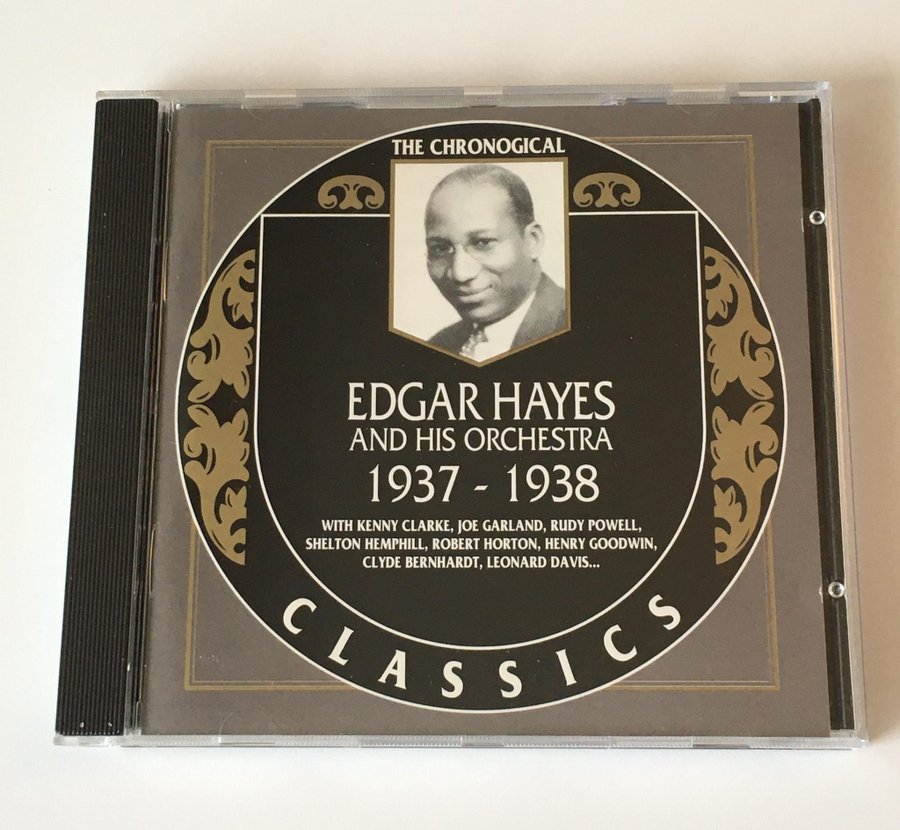 THE CHRONOGICAL
EDGAR HAYES
AND HIS ORCHESTRA
1937 - 1938
WITH KENNY CLARKE, JOE GARLAND, RUDY POWELL,
SHELTON HEMPHILL, ROBERT HORTON, HENRY GOODWIN,
CLYDE BERNHARDT, LEONARD DAVIS...
CLASSICS